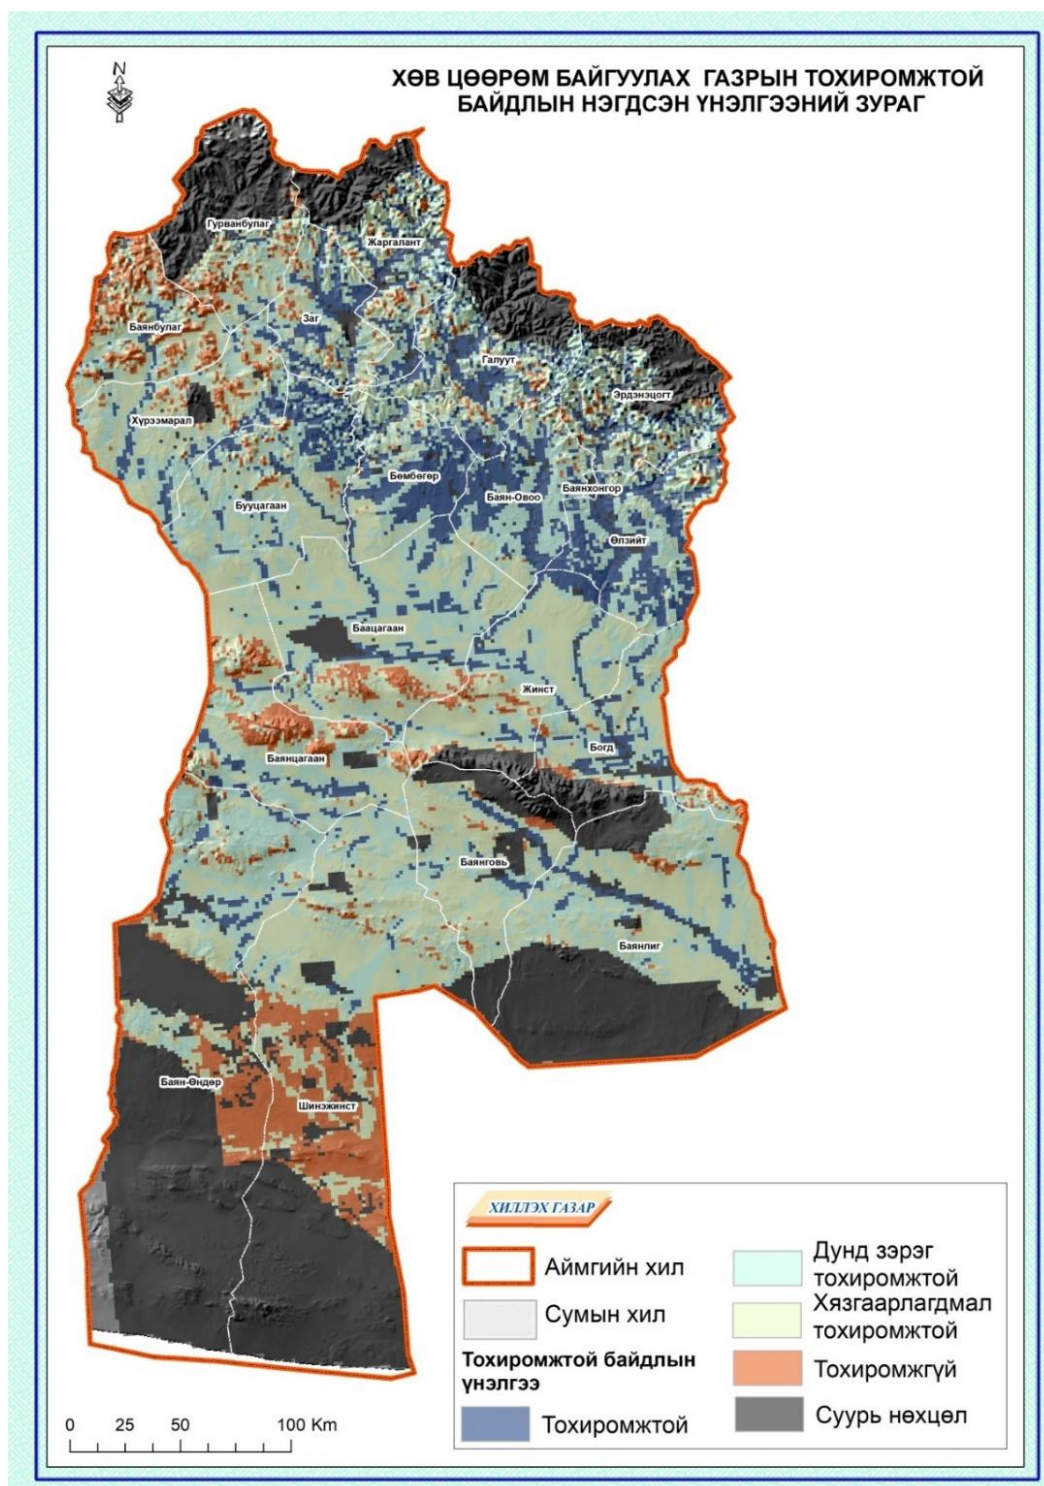 N
ХӨВ ЦӨӨРӨМ БАЙГУУЛАХ ГАЗРЫН ТОХИРОМЖТОЙ
БАЙДЛЫН НЭГДСЭН ҮНЭЛГЭЭНИЙ ЗУРАГ
Гурванбулаг
Жаргалант
Заг
Баянбулаг
Галуут
Эрдэнэцогт
Хүрээмарал
Бөмбөгөр
Баянхонгор
Баян-Овоо
Бууцагаан
Өлзийт
Баацагаан
Жинст
Богд
Баянцагаан
Баянговь
Баянлиг
Баян-Өндөр
Шинэжинст
ХИЛЛЭХ ГАЗАР
Аймгийн хил
Сумын хил
Тохиромжтой байдлын
үнэлгээ
Тохиромжтой
Дунд зэрэг
тохиромжтой
Хязгаарлагдмал
тохиромжтой
Тохиромжгүй
Суурь нөхцөл
0 25 50 100 Km